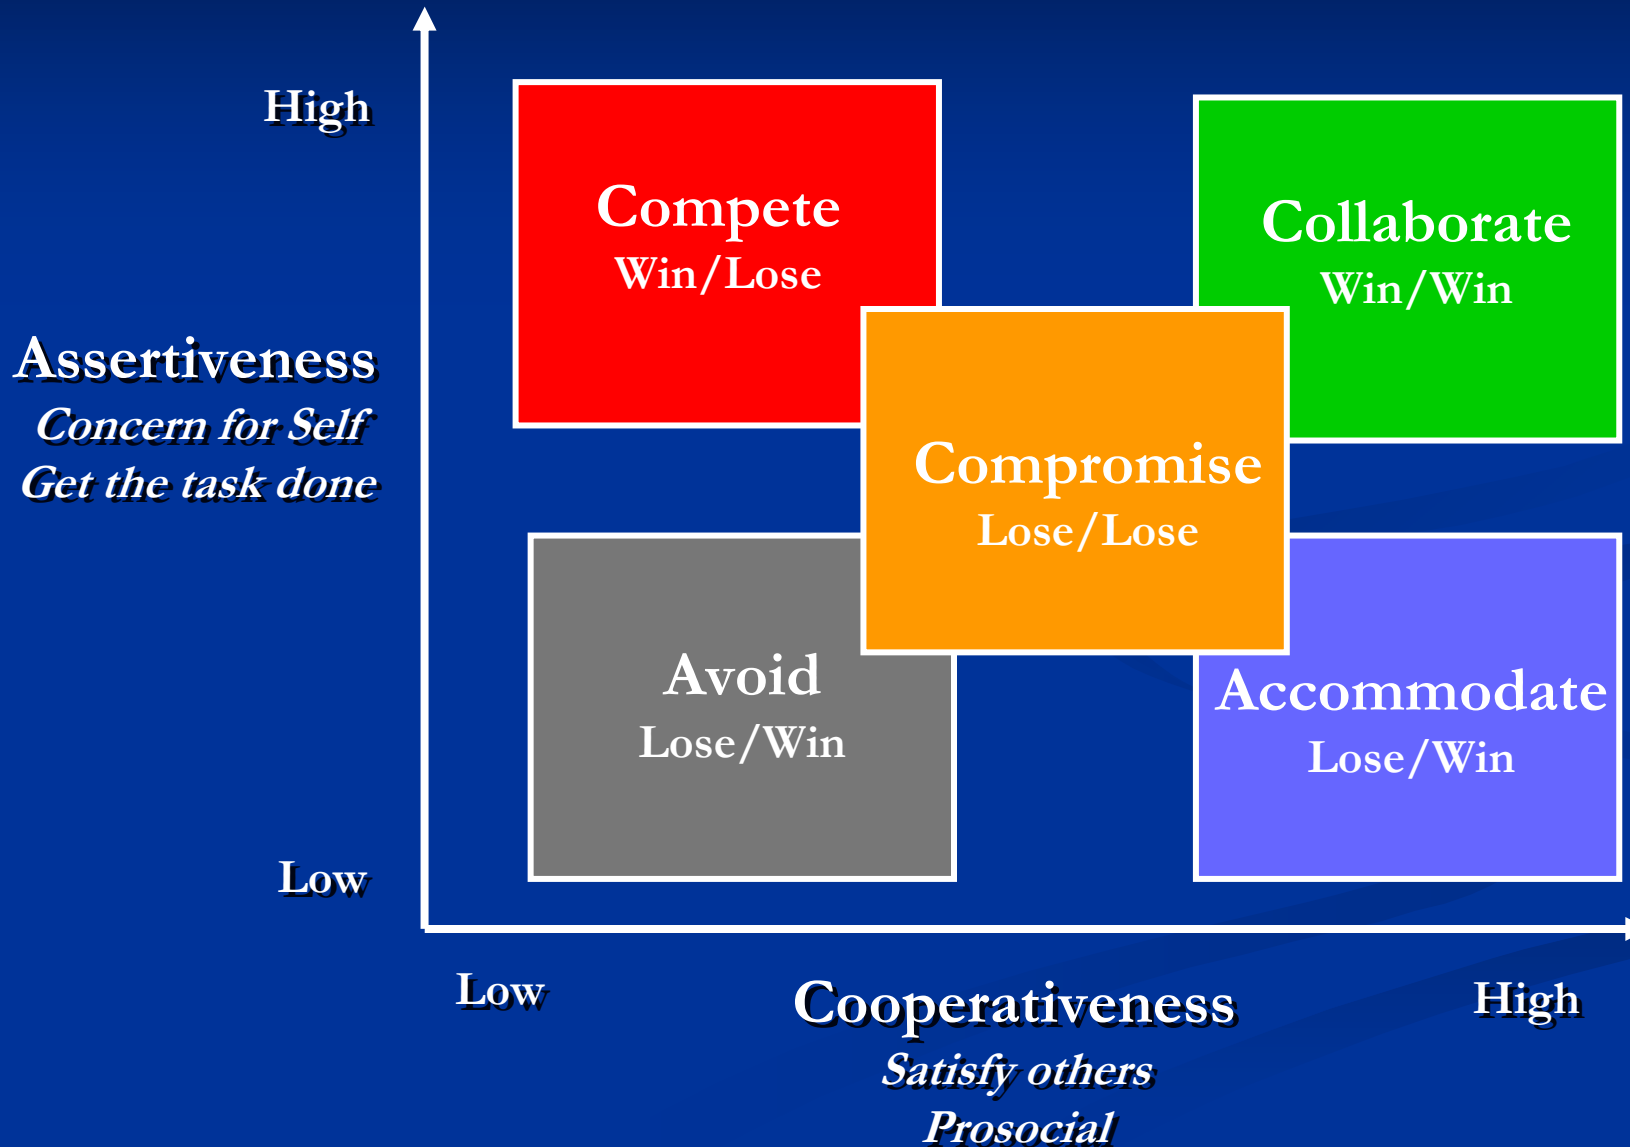 High
Compete
Win/Lose
Collaborate
Win/Win
Assertiveness
Concern for Self
Get the task done
Compromise
Lose/Lose
Avoid
Lose/Win
Accommodate
Lose/Win
Low
Low
Cooperativeness
High
Satisfy others
Prosocial